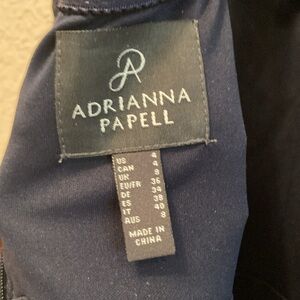 ADRIANNA
PAPELL
US 4
CAN 4
UK 8
EU/FR 36
DE 34
ES 38
IT 40
AUS 8
MADE IN
CHINA